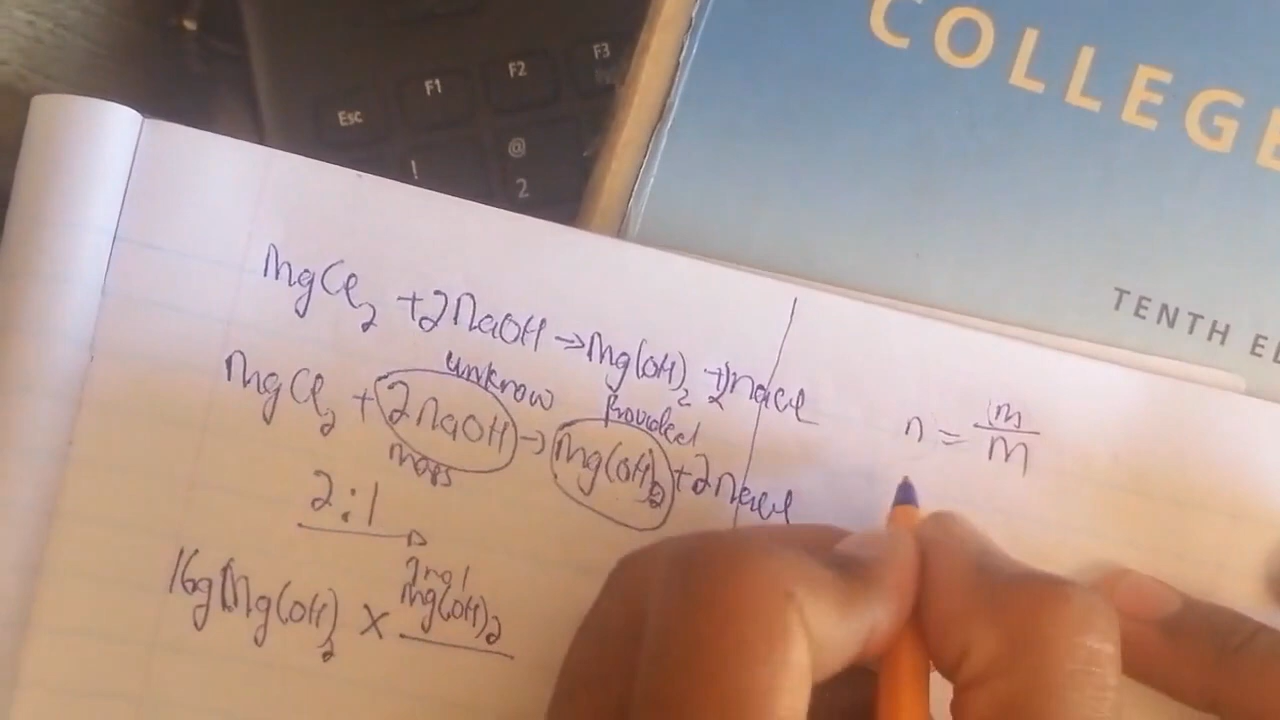 COLLEGE
TENTH E
Esc F1 F2 F3
! @
2
MgCl2 + 2NaOH → Mg(OH)2 + 2NaCl
unknow Provided
MgCl2 + 2NaOH → Mg(OH)2 + 2NaCl
mass
2:1
16g Mg(OH)2 × 1mol Mg(OH)2
n = m/M